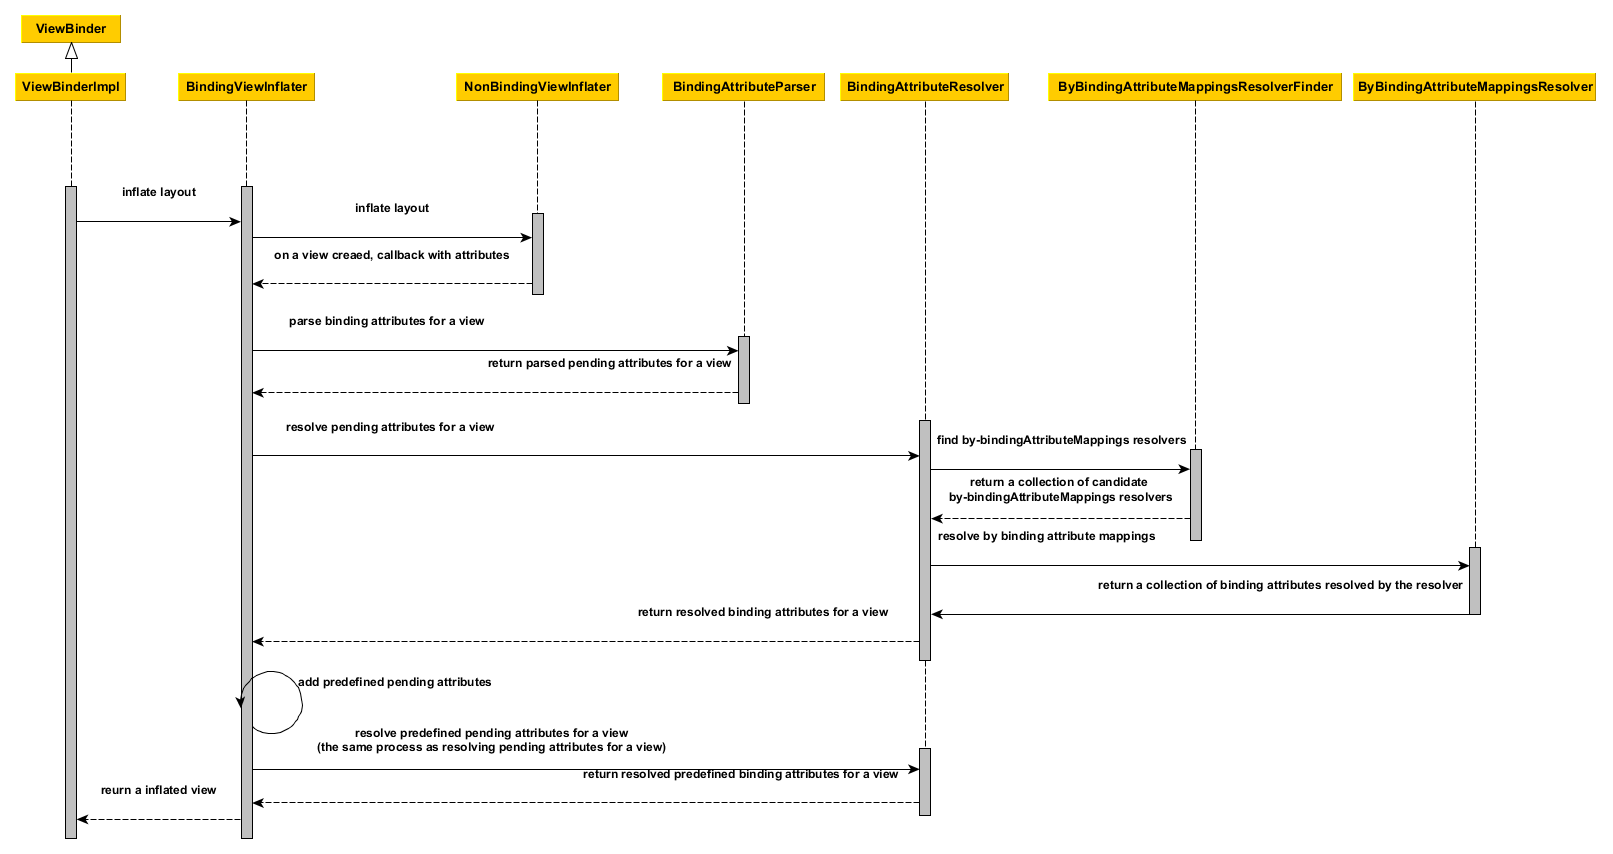 ViewBinder
ViewBinderImpl
BindingViewInflater
NonBindingViewInflater
BindingAttributeParser
BindingAttributeResolver
ByBindingAttributeMappingsResolverFinder
ByBindingAttributeMappingsResolver
inflate layout
inflate layout
on a view creaed, callback with attributes
parse binding attributes for a view
return parsed pending attributes for a view
resolve pending attributes for a view
find by-bindingAttributeMappings resolvers
return a collection of candidate
by-bindingAttributeMappings resolvers
resolve by binding attribute mappings
return a collection of binding attributes resolved by the resolver
return resolved binding attributes for a view
add predefined pending attributes
resolve predefined pending attributes for a view
(the same process as resolving pending attributes for a view)
return resolved predefined binding attributes for a view
reurn a inflated view